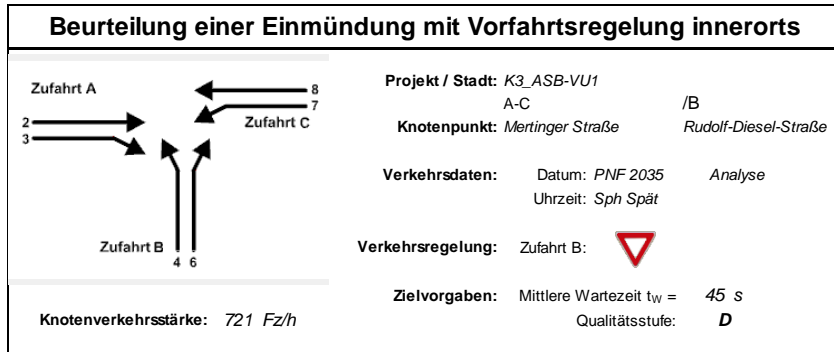 Beurteilung einer Einmündung mit Vorfahrtsregelung innerorts
Zufahrt A
8
7
2
3
Zufahrt C
Zufahrt B
4 6
Knotenverkehrsstärke: 721 Fz/h
Projekt / Stadt: K3_ASB-VU1
A-C /B
Knotenpunkt: Mertinger Straße Rudolf-Diesel-Straße
Verkehrsdaten: Datum: PNF 2035 Analyse
Uhrzeit: Sph Spät
Verkehrsregelung: Zufahrt B:
Zielvorgaben: Mittlere Wartezeit tW = 45 s
Qualitätsstufe: D